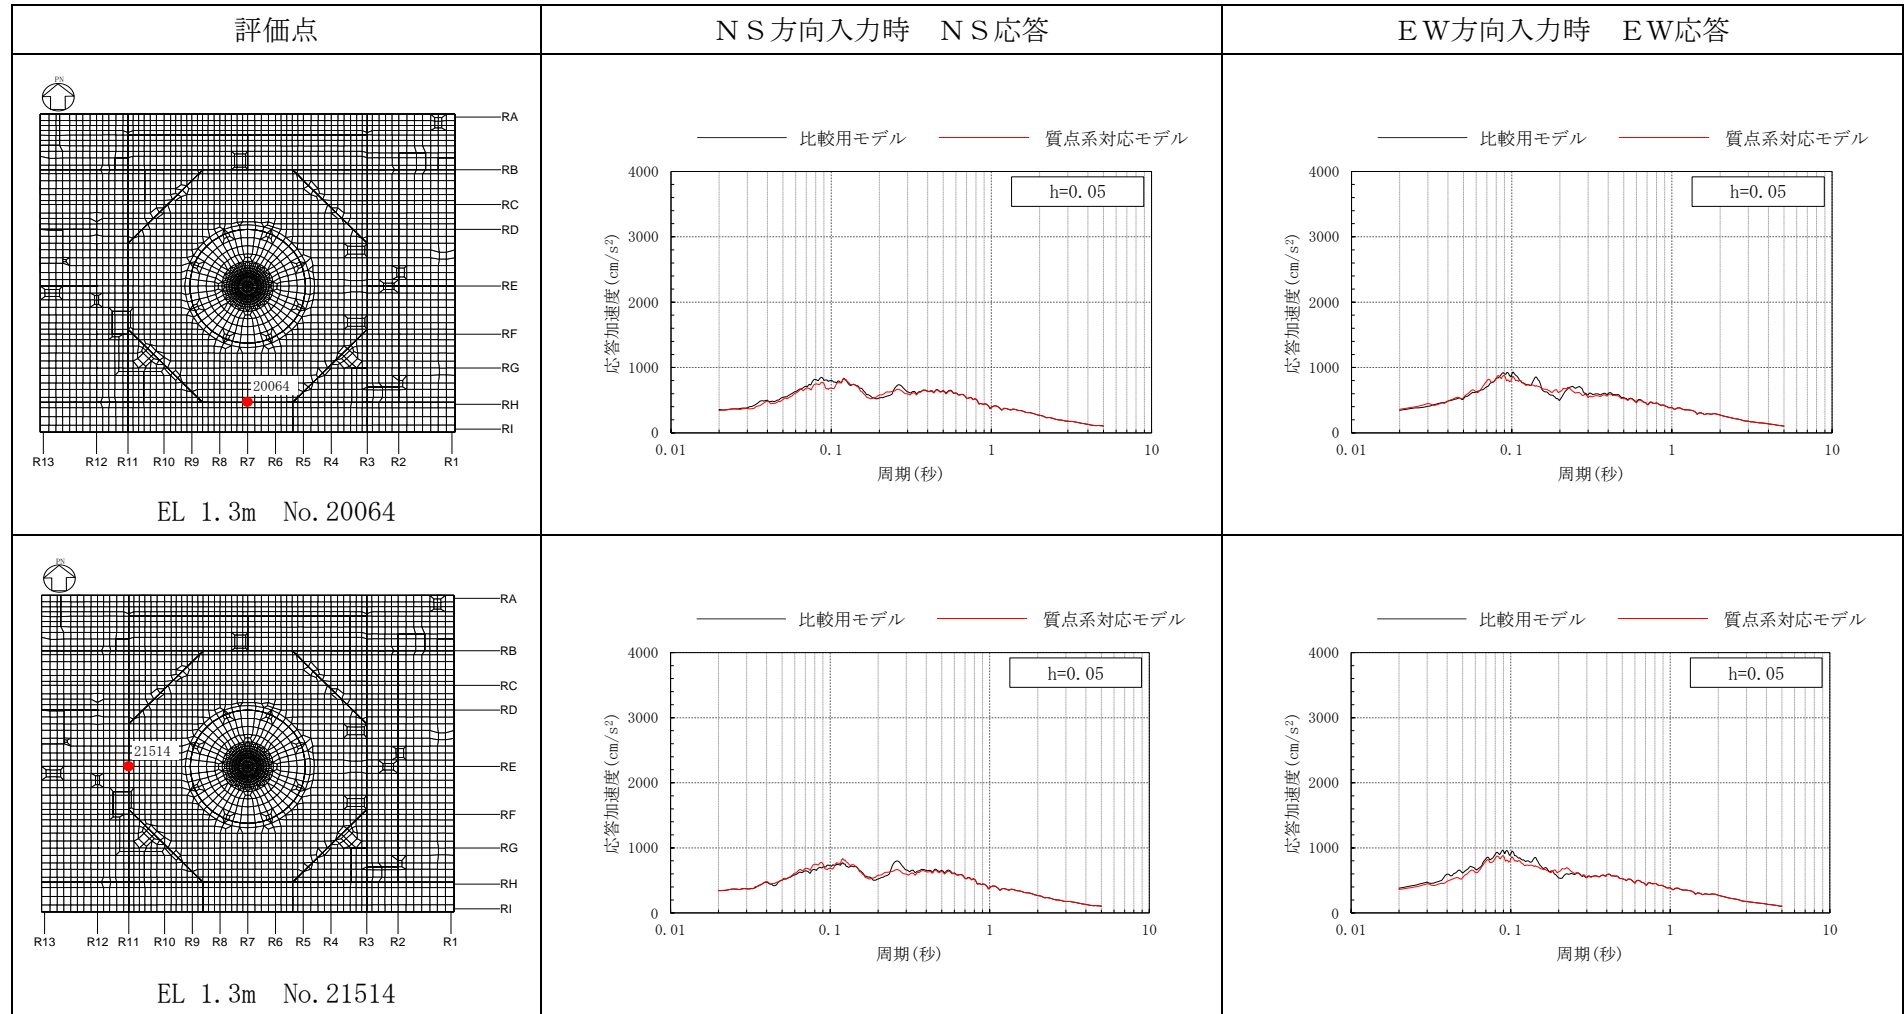 評価点
ＮＳ方向入力時　ＮＳ応答
ＥＷ方向入力時　ＥＷ応答
PN
RA
RB
RC
RD
RE
RF
RG
RH
RI
20064
R13 R12 R11 R10 R9 R8 R7 R6 R5 R4 R3 R2 R1
EL 1.3m　No.20064
比較用モデル　質点系対応モデル
h=0.05
応答加速度(cm/s²)
4000
3000
2000
1000
0
0.01 0.1 1 10
周期(秒)
比較用モデル　質点系対応モデル
h=0.05
応答加速度(cm/s²)
4000
3000
2000
1000
0
0.01 0.1 1 10
周期(秒)
PN
RA
RB
RC
RD
RE
RF
RG
RH
RI
21514
R13 R12 R11 R10 R9 R8 R7 R6 R5 R4 R3 R2 R1
EL 1.3m　No.21514
比較用モデル　質点系対応モデル
h=0.05
応答加速度(cm/s²)
4000
3000
2000
1000
0
0.01 0.1 1 10
周期(秒)
比較用モデル　質点系対応モデル
h=0.05
応答加速度(cm/s²)
4000
3000
2000
1000
0
0.01 0.1 1 10
周期(秒)